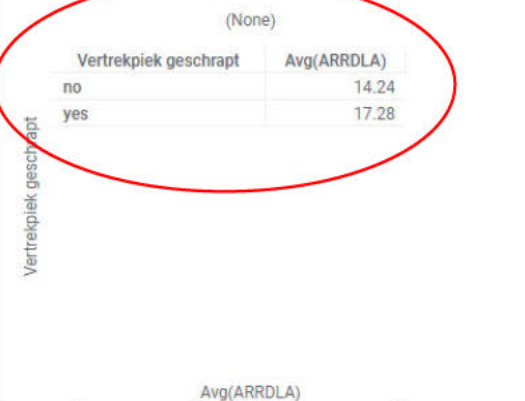 (None)
Vertrekpiek geschrapt Avg(ARRDLA)
no 14.24
yes 17.28
Vertrekpiek geschrapt
Avg(ARRDLA)